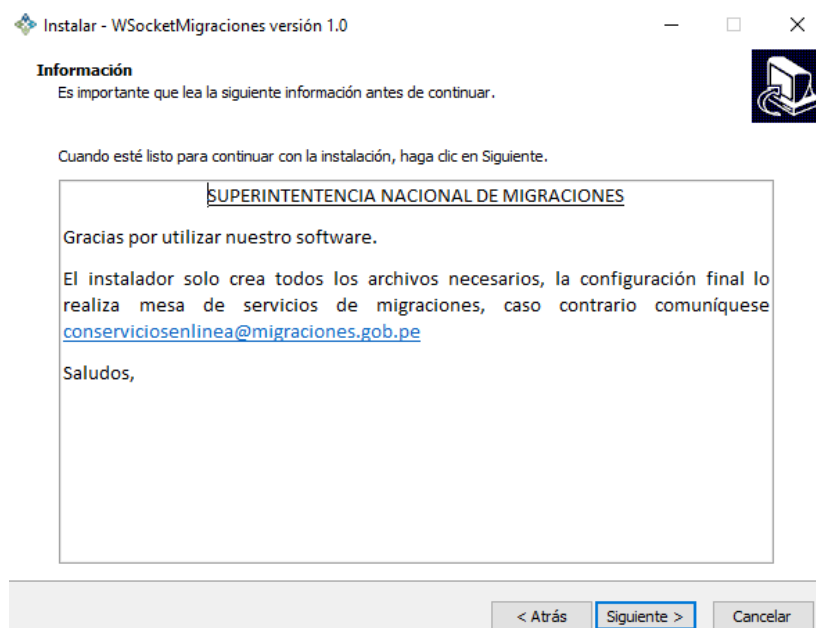 Instalar - WSocketMigraciones versión 1.0
Información
Es importante que lea la siguiente información antes de continuar.
Cuando esté listo para continuar con la instalación, haga clic en Siguiente.
SUPERINTENTENCIA NACIONAL DE MIGRACIONES
Gracias por utilizar nuestro software.
El instalador solo crea todos los archivos necesarios, la configuración final lo
realiza mesa de servicios de migraciones, caso contrario comuníquese
conserviciosenlinea@migraciones.gob.pe
Saludos,
< Atrás Siguiente > Cancelar